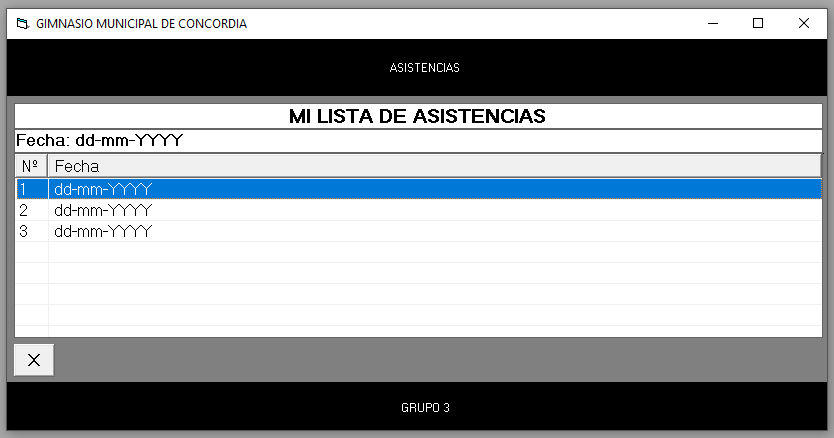 GIMNASIO MUNICIPAL DE CONCORDIA
ASISTENCIAS
MI LISTA DE ASISTENCIAS
Fecha: dd-mm-YYYY
Nº Fecha
1 dd-mm-YYYY
2 dd-mm-YYYY
3 dd-mm-YYYY
X
GRUPO 3